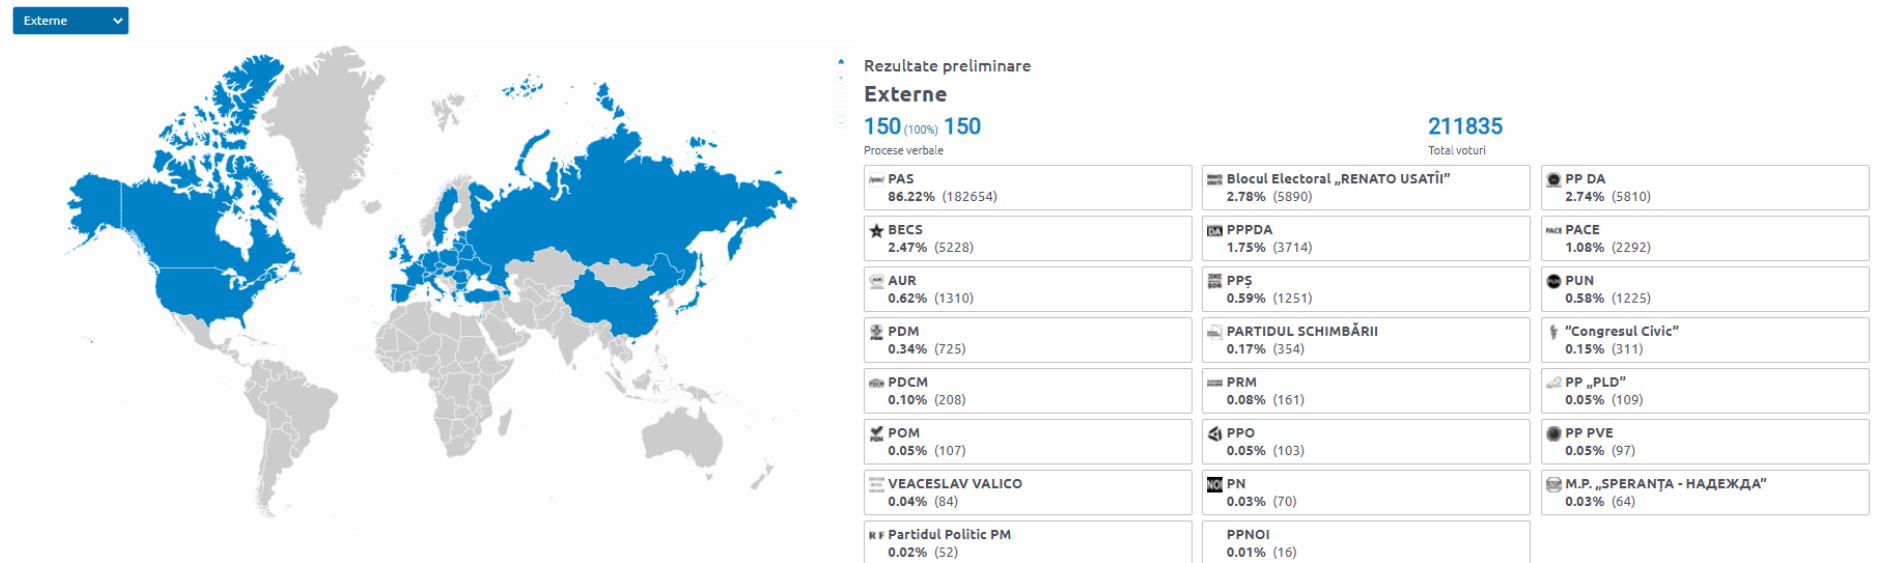 Externe
Rezultate preliminare
Externe
150 (100%) 150
211835
Procese verbale
Total voturi
PAS
86.22% (182654)
Blocul Electoral „RENATO USATÎI”
2.78% (5890)
PP DA
2.74% (5810)
BECS
2.47% (5228)
PPPDA
1.75% (3714)
PACE
1.08% (2292)
AUR
0.62% (1310)
PPȘ
0.59% (1251)
PUN
0.58% (1225)
PDM
0.34% (725)
PARTIDUL SCHIMBĂRII
0.17% (354)
”Congresul Civic”
0.15% (311)
PDCM
0.10% (208)
PRM
0.08% (161)
PP „PLD”
0.05% (109)
POM
0.05% (107)
PPO
0.05% (103)
PP PVE
0.05% (97)
VEACESLAV VALICO
0.04% (84)
PN
0.03% (70)
M.P. „SPERANȚA - НАДЕЖДА”
0.03% (64)
Partidul Politic PM
0.02% (52)
PPNOI
0.01% (16)